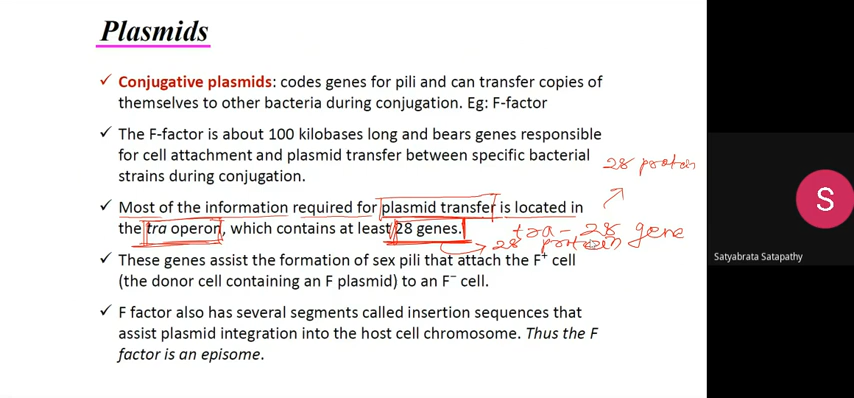 Plasmids
✓ Conjugative plasmids: codes genes for pili and can transfer copies of
themselves to other bacteria during conjugation. Eg: F-factor
✓ The F-factor is about 100 kilobases long and bears genes responsible
for cell attachment and plasmid transfer between specific bacterial
strains during conjugation.
28 protein
✓ Most of the information required for plasmid transfer is located in
the tra operon, which contains at least 28 genes.
tra - 28 gene
28 protein
✓ These genes assist the formation of sex pili that attach the F⁺ cell
(the donor cell containing an F plasmid) to an F⁻ cell.
✓ F factor also has several segments called insertion sequences that
assist plasmid integration into the host cell chromosome. Thus the F
factor is an episome.
S
Satyabrata Satapathy